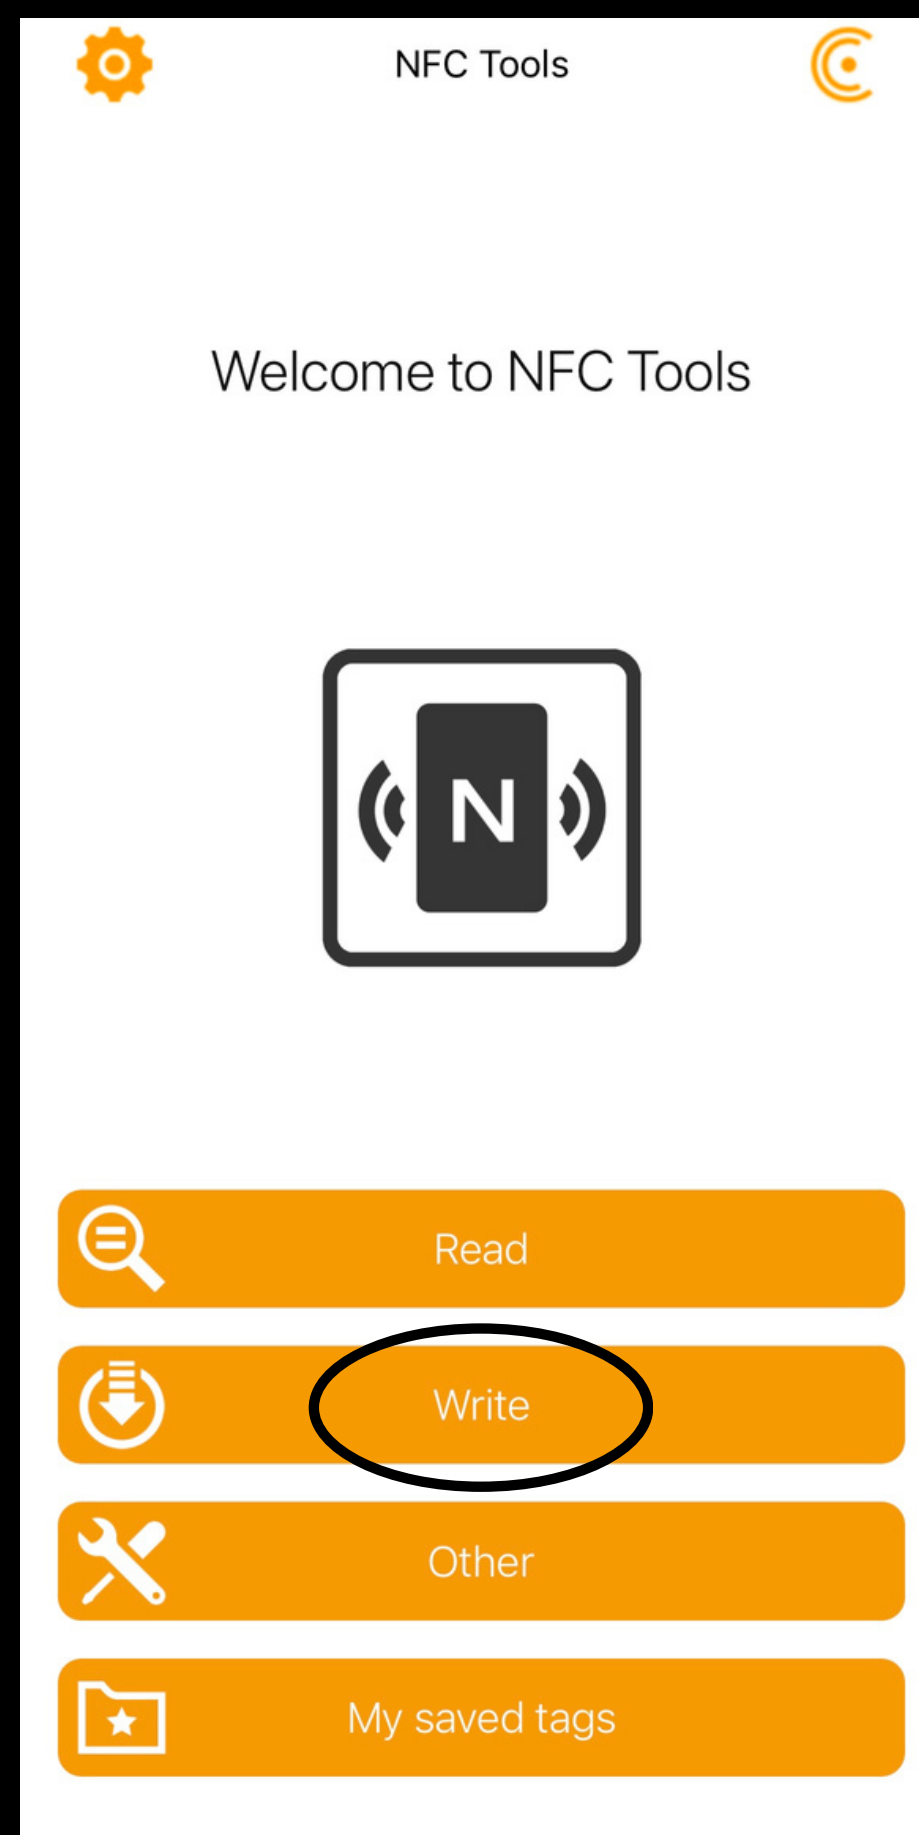 NFC Tools
Welcome to NFC Tools
N
Read
Write
Other
My saved tags